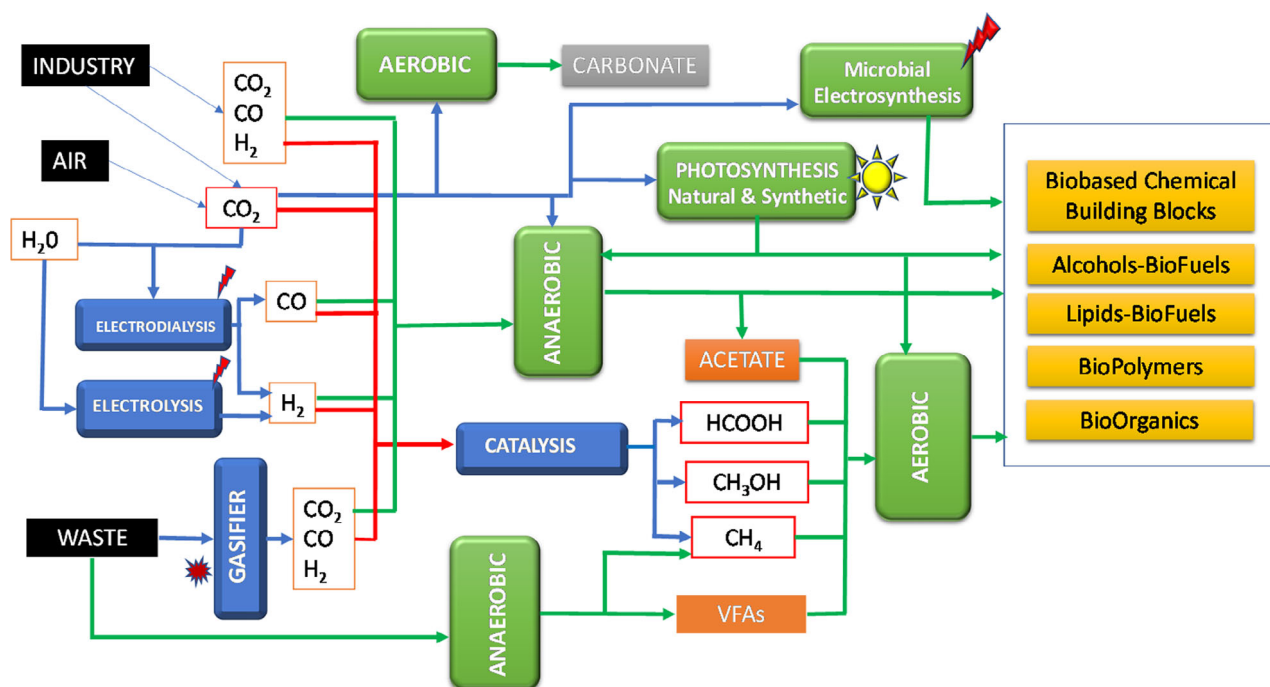 INDUSTRY
CO₂
CO
H₂
AEROBIC
CARBONATE
Microbial
Electrosynthesis
AIR
CO₂
PHOTOSYNTHESIS
Natural & Synthetic
H₂0
ELECTRODIALYSIS
CO
ANAEROBIC
ELECTROLYSIS
H₂
ACETATE
HCOOH
CATALYSIS
CH₃OH
CH₄
AEROBIC
WASTE
GASIFIER
CO₂
CO
H₂
ANAEROBIC
VFAs
Biobased Chemical
Building Blocks
Alcohols-BioFuels
Lipids-BioFuels
BioPolymers
BioOrganics